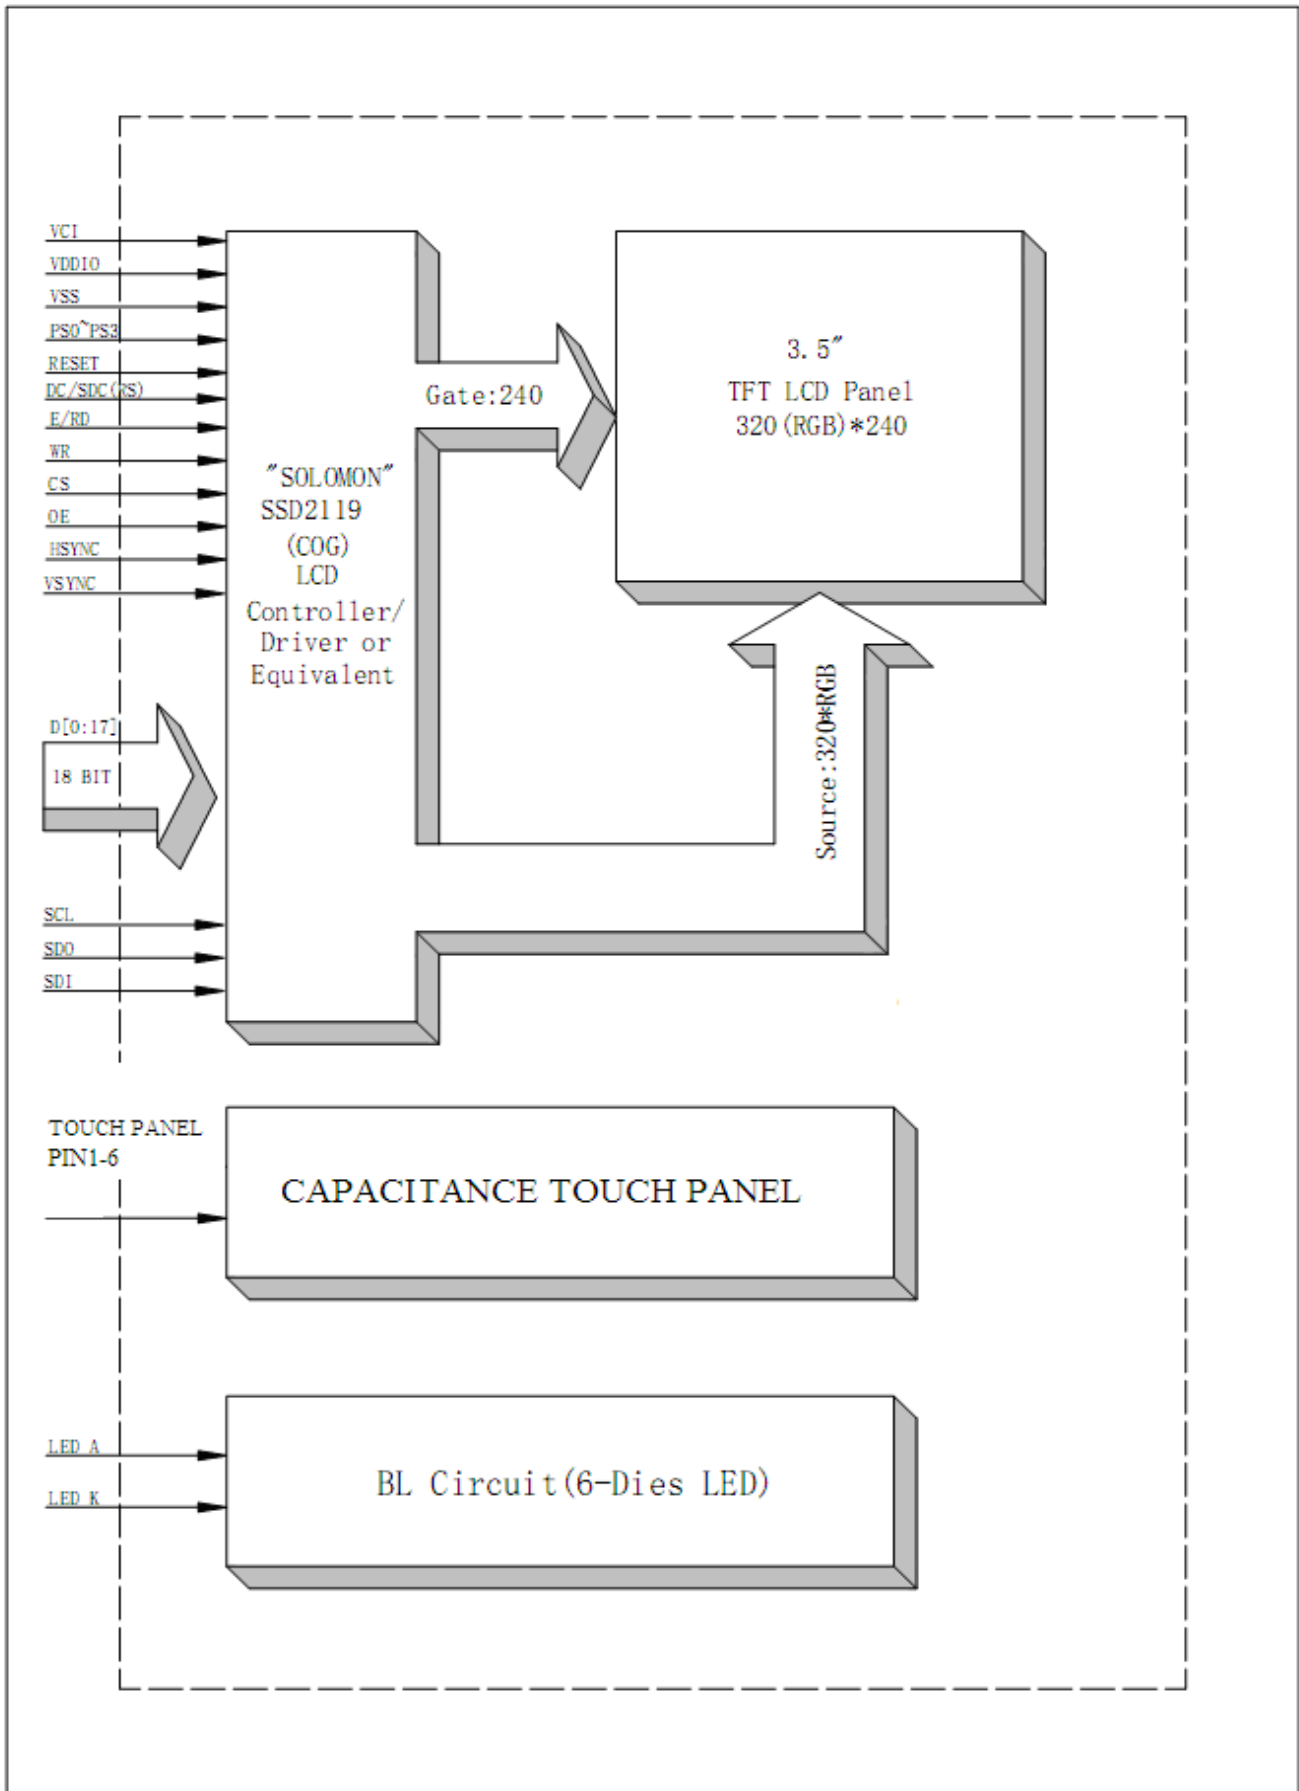 VCI
VDDIO
VSS
PS0~PS3
RESET
DC/SDC(RS)
E/RD
WR
CS
OE
HSYNC
VSYNC
D[0:17]
18 BIT
SCL
SDO
SDI
"SOLOMON"
SSD2119
(COG)
LCD
Controller/
Driver or
Equivalent
Gate:240
3.5"
TFT LCD Panel
320(RGB)*240
Source:320*RGB
TOUCH PANEL
PIN1-6
CAPACITANCE TOUCH PANEL
LED A
LED K
BL Circuit(6-Dies LED)